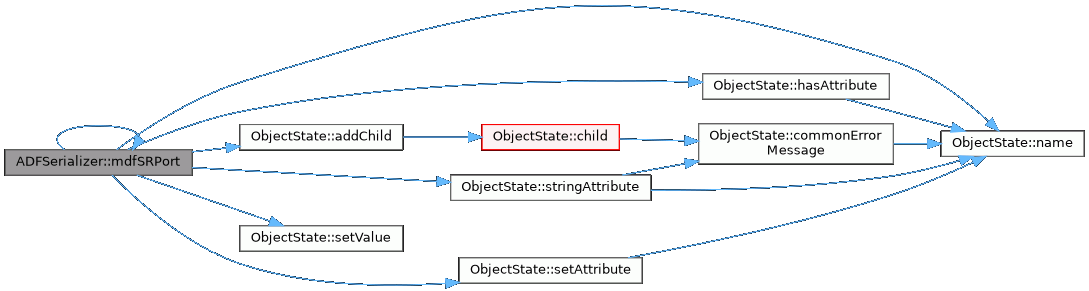 ADFSerializer::mdfSRPort
ObjectState::addChild
ObjectState::setValue
ObjectState::child
ObjectState::stringAttribute
ObjectState::setAttribute
ObjectState::hasAttribute
ObjectState::commonError
Message
ObjectState::name